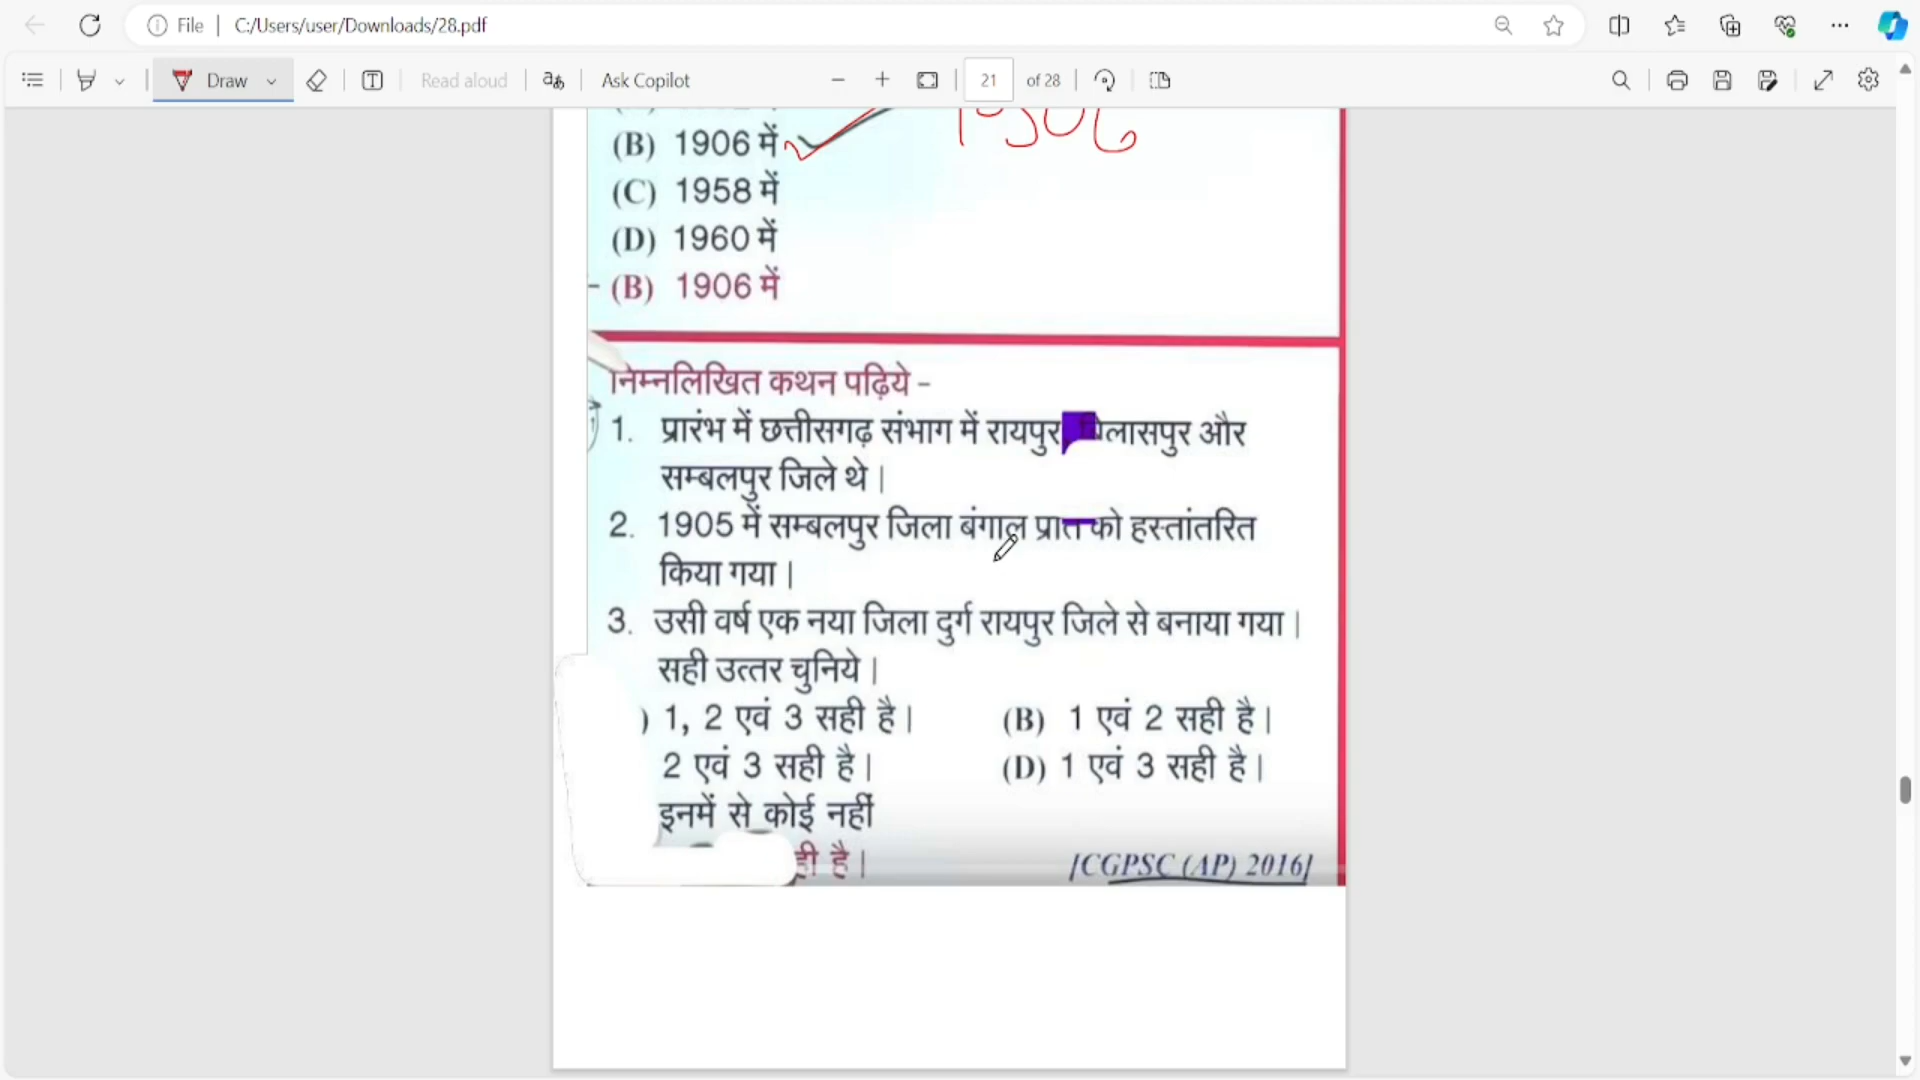 File
C:/Users/user/Downloads/28.pdf
Draw
Read aloud
Ask Copilot
21 of 28
1906
(B) 1906 में
(C) 1958 में
(D) 1960 में
- (B) 1906 में
निम्नलिखित कथन पढ़िये -
1. प्रारंभ में छत्तीसगढ़ संभाग में रायपुर और
सम्बलपुर जिले थे।
2. 1905 में सम्बलपुर जिला बंगाल को हस्तांतरित
किया गया।
3. उसी वर्ष एक नया जिला दुर्ग रायपुर जिले से बनाया गया।
सही उत्तर चुनिये।
) 1, 2 एवं 3 सही है।
(B) 1 एवं 2 सही है।
2 एवं 3 सही है।
(D) 1 एवं 3 सही है।
इनमें से कोई नहीं
है।
[CGPSC (AP) 2016]